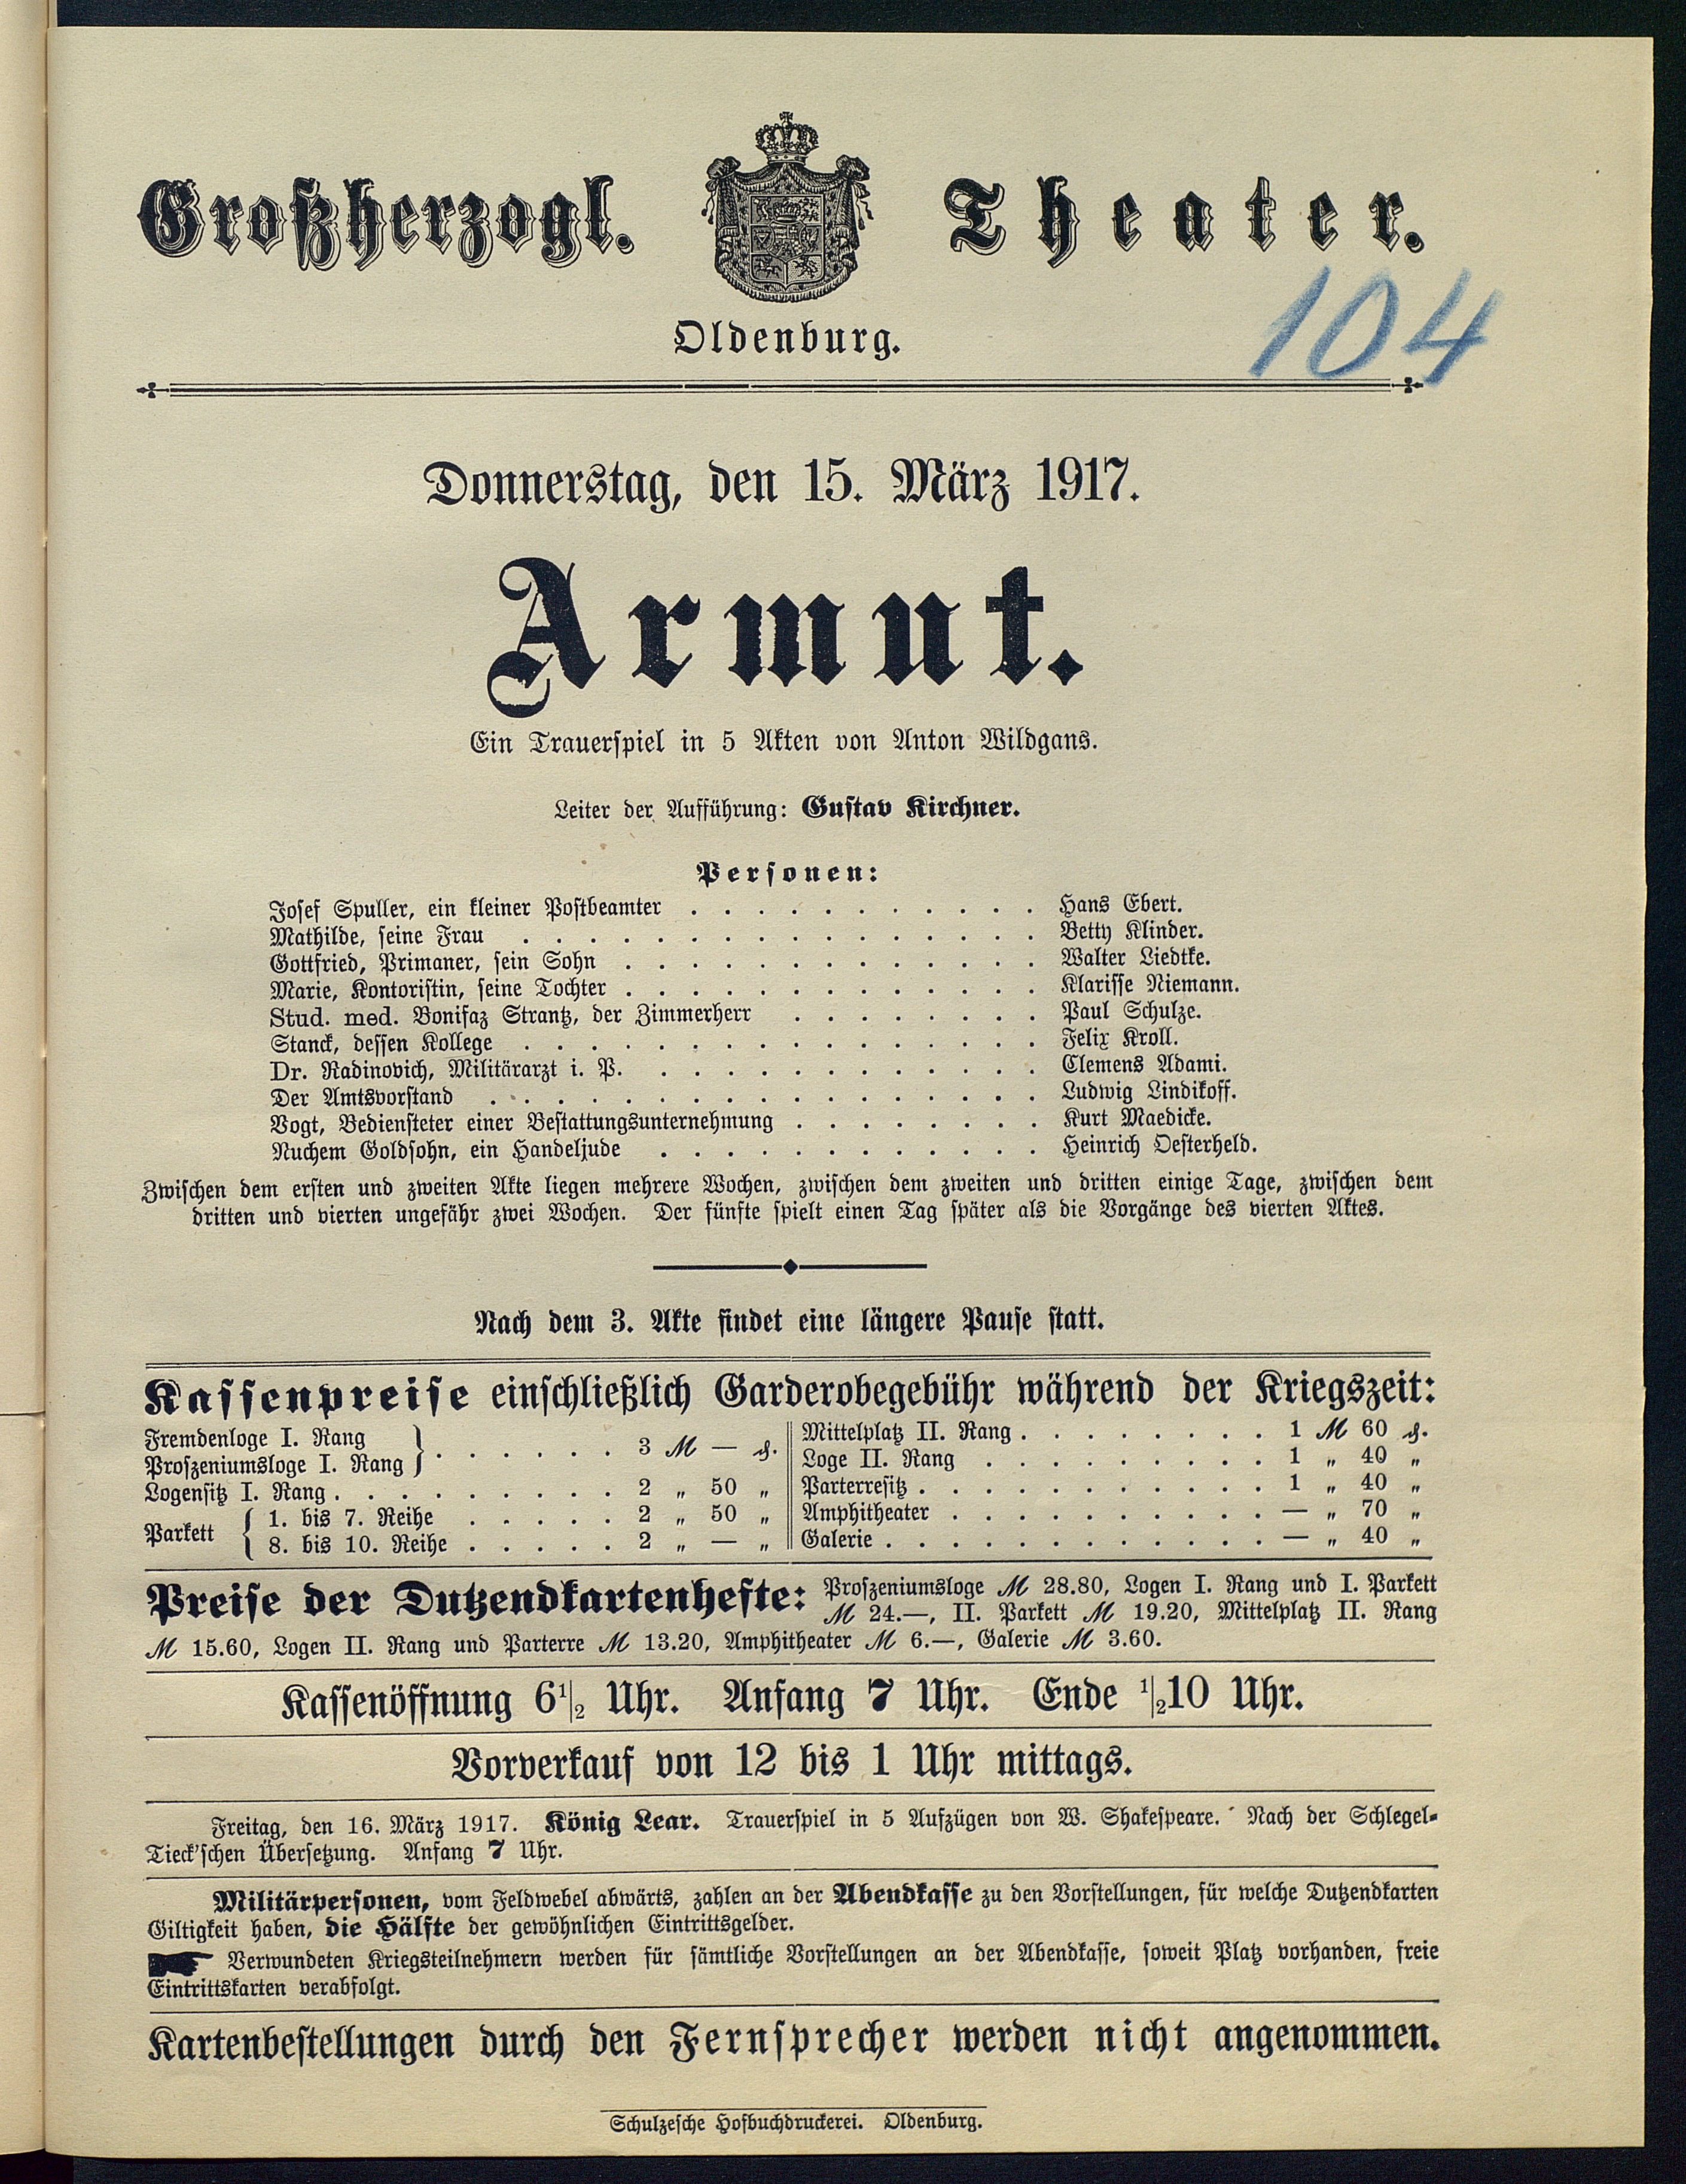 Großherzogl. Theater.
Oldenburg.
104
Donnerstag, den 15. März 1917.
Armut.
Ein Trauerspiel in 5 Akten von Anton Wildgans.
Leiter der Aufführung: Gustav Kirchner.
Personen:
Josef Spuller, ein kleiner Postbeamter . . . . . . . . . . . Hans Ebert.
Mathilde, seine Frau . . . . . . . . . . . . . . . . Betty Klinder.
Gottfried, Primaner, sein Sohn . . . . . . . . . . . . . Walter Liedtke.
Marie, Kontoristin, seine Tochter . . . . . . . . . . . . . Klarisse Niemann.
Stud. med. Bonifaz Strantz, der Zimmerherr . . . . . . . . Paul Schulze.
Stanck, dessen Kollege . . . . . . . . . . . . . . . . Felix Kroll.
Dr. Radinovich, Militärarzt i. P. . . . . . . . . . . . . Clemens Adami.
Der Amtsvorstand . . . . . . . . . . . . . . . . . Ludwig Lindikoff.
Vogt, Bediensteter einer Bestattungsunternehmung . . . . . . . . Kurt Maedicke.
Nuchem Goldsohn, ein Handeljude . . . . . . . . . . . . Heinrich Oesterheld.
Zwischen dem ersten und zweiten Akte liegen mehrere Wochen, zwischen dem zweiten und dritten einige Tage, zwischen dem
dritten und vierten ungefähr zwei Wochen. Der fünfte spielt einen Tag später als die Vorgänge des vierten Aktes.
Nach dem 3. Akte findet eine längere Pause statt.
Kassenpreise einschließlich Garderobegebühr während der Kriegszeit:
Fremdenloge I. Rang
Proszeniumsloge I. Rang } . . . . . . 3 ℳ — ₰.
Logensitz I. Rang . . . . . . . . . 2 „ 50 „
Parkett { 1. bis 7. Reihe . . . . . 2 „ 50 „
8. bis 10. Reihe . . . . . 2 „ — „
Mittelplatz II. Rang . . . . . . . . 1 ℳ 60 ₰.
Loge II. Rang . . . . . . . . . 1 „ 40 „
Parterresitz . . . . . . . . . . . 1 „ 40 „
Amphitheater . . . . . . . . . . — „ 70 „
Galerie . . . . . . . . . . . . — „ 40 „
Preise der Dutzendkartenhefte: Proszeniumsloge ℳ 28.80, Logen I. Rang und I. Parkett
ℳ 24.—, II. Parkett ℳ 19.20, Mittelplatz II. Rang
ℳ 15.60, Logen II. Rang und Parterre ℳ 13.20, Amphitheater ℳ 6.—, Galerie ℳ 3.60.
Kassenöffnung 6½ Uhr. Anfang 7 Uhr. Ende ½10 Uhr.
Vorverkauf von 12 bis 1 Uhr mittags.
Freitag, den 16. März 1917. König Lear. Trauerspiel in 5 Aufzügen von W. Shakespeare. Nach der Schlegel-
Tieck'schen Übersetzung. Anfang 7 Uhr.
Militärpersonen, vom Feldwebel abwärts, zahlen an der Abendkasse zu den Vorstellungen, für welche Dutzendkarten
Giltigkeit haben, die Hälfte der gewöhnlichen Eintrittsgelder.
Verwundeten Kriegsteilnehmern werden für sämtliche Vorstellungen an der Abendkasse, soweit Platz vorhanden, freie
Eintrittskarten verabfolgt.
Kartenbestellungen durch den Fernsprecher werden nicht angenommen.
Schulzesche Hofbuchdruckerei. Oldenburg.